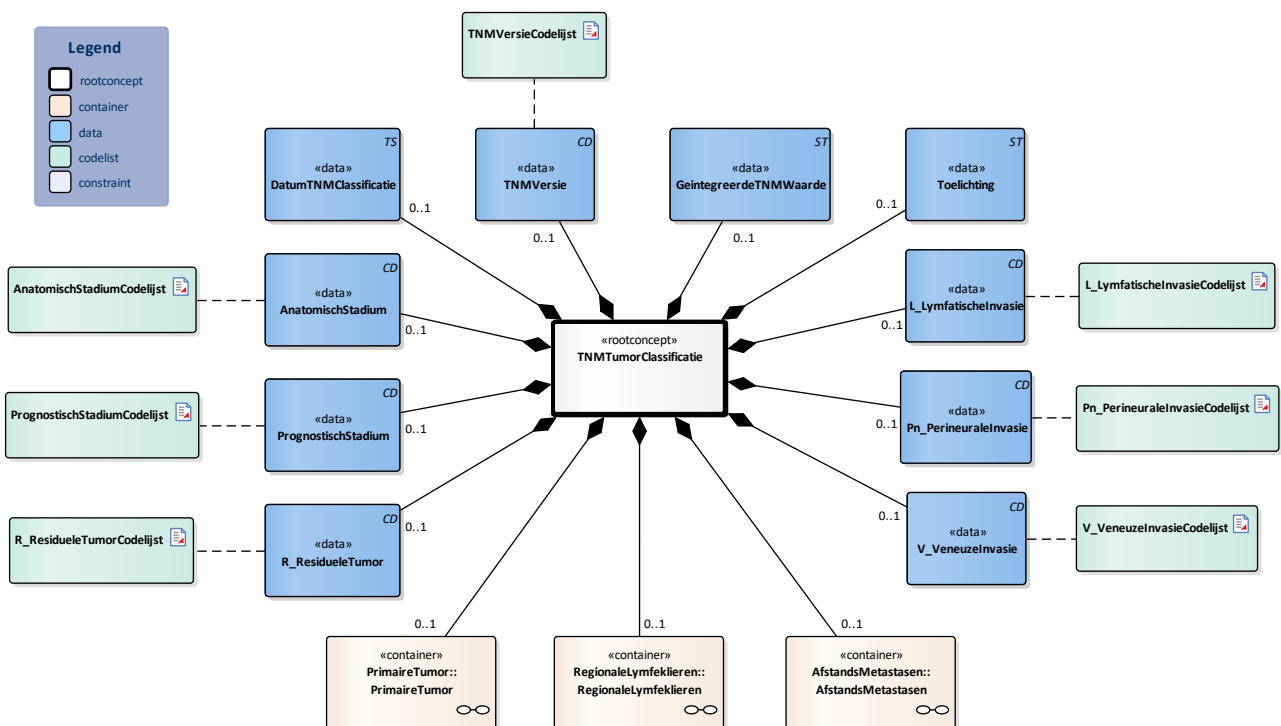 Legend
rootconcept
container
data
codelist
constraint
TNMVersieCodelijst
TS
«data»
DatumTNMClassificatie
0..1
CD
«data»
TNMVersie
0..1
ST
«data»
GeintegreerdeTNMWaarde
0..1
ST
«data»
Toelichting
0..1
AnatomischStadiumCodelijst
CD
«data»
AnatomischStadium
0..1
CD
«data»
L_LymfatischeInvasie
0..1
L_LymfatischeInvasieCodelijst
«rootconcept»
TNMTumorClassificatie
PrognostischStadiumCodelijst
CD
«data»
PrognostischStadium
0..1
CD
«data»
Pn_PerineuraleInvasie
0..1
Pn_PerineuraleInvasieCodelijst
R_ResidueleTumorCodelijst
CD
«data»
R_ResidueleTumor
0..1
CD
«data»
V_VeneuzeInvasie
0..1
V_VeneuzeInvasieCodelijst
0..1
«container»
PrimaireTumor::
PrimaireTumor
0..1
«container»
RegionaleLymfeklieren::
RegionaleLymfeklieren
0..1
«container»
AfstandsMetastasen::
AfstandsMetastasen